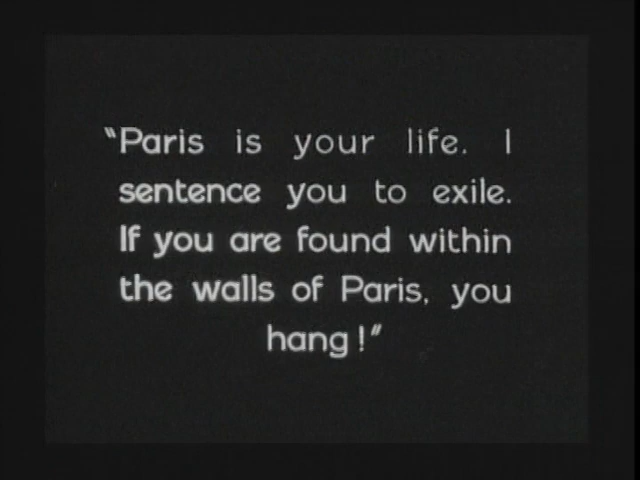 "Paris is your life. I
sentence you to exile.
If you are found within
the walls of Paris, you
hang!"